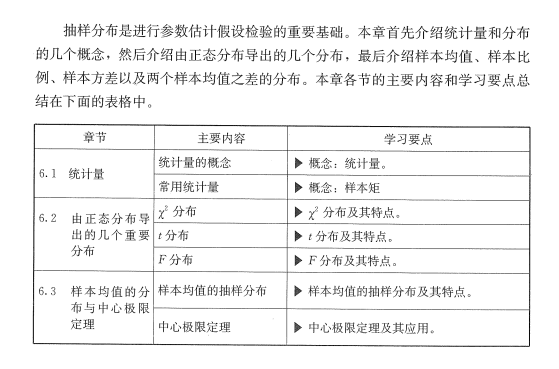 抽样分布是进行参数估计假设检验的重要基础。本章首先介绍统计量和分布
的几个概念，然后介绍由正态分布导出的几个分布，最后介绍样本均值、样本比
例、样本方差以及两个样本均值之差的分布。本章各节的主要内容和学习要点总
结在下面的表格中。
章节 主要内容 学习要点
6.1 统计量
统计量的概念 ▶ 概念：统计量。
常用统计量 ▶ 概念：样本矩
6.2 由正态分布导
出的几个重要
分布
χ² 分布 ▶ χ² 分布及其特点。
t 分布 ▶ t 分布及其特点。
F 分布 ▶ F 分布及其特点。
6.3 样本均值的分
布与中心极限
定理
样本均值的抽样分布 ▶ 样本均值的抽样分布及其特点。
中心极限定理 ▶ 中心极限定理及其应用。